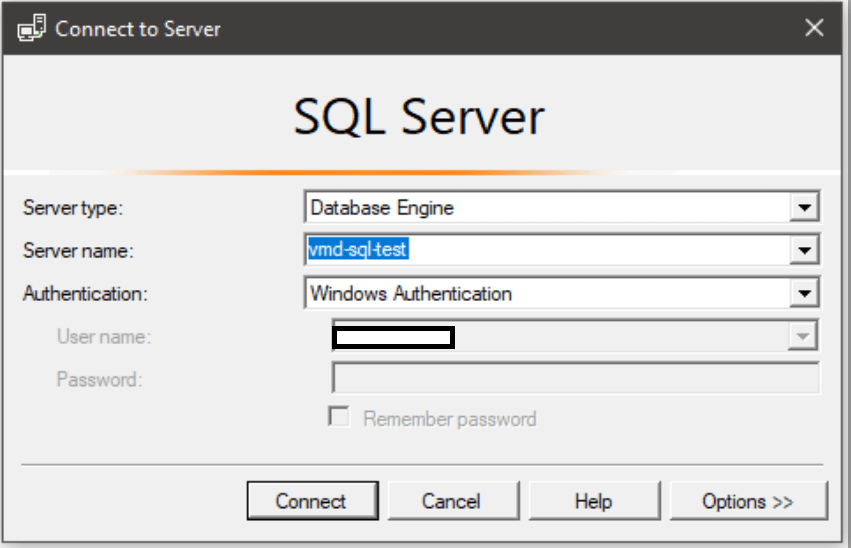 Connect to Server
SQL Server
Server type: Database Engine
Server name: vmd-sql-test
Authentication: Windows Authentication
User name:
Password:
Remember password
Connect Cancel Help Options >>